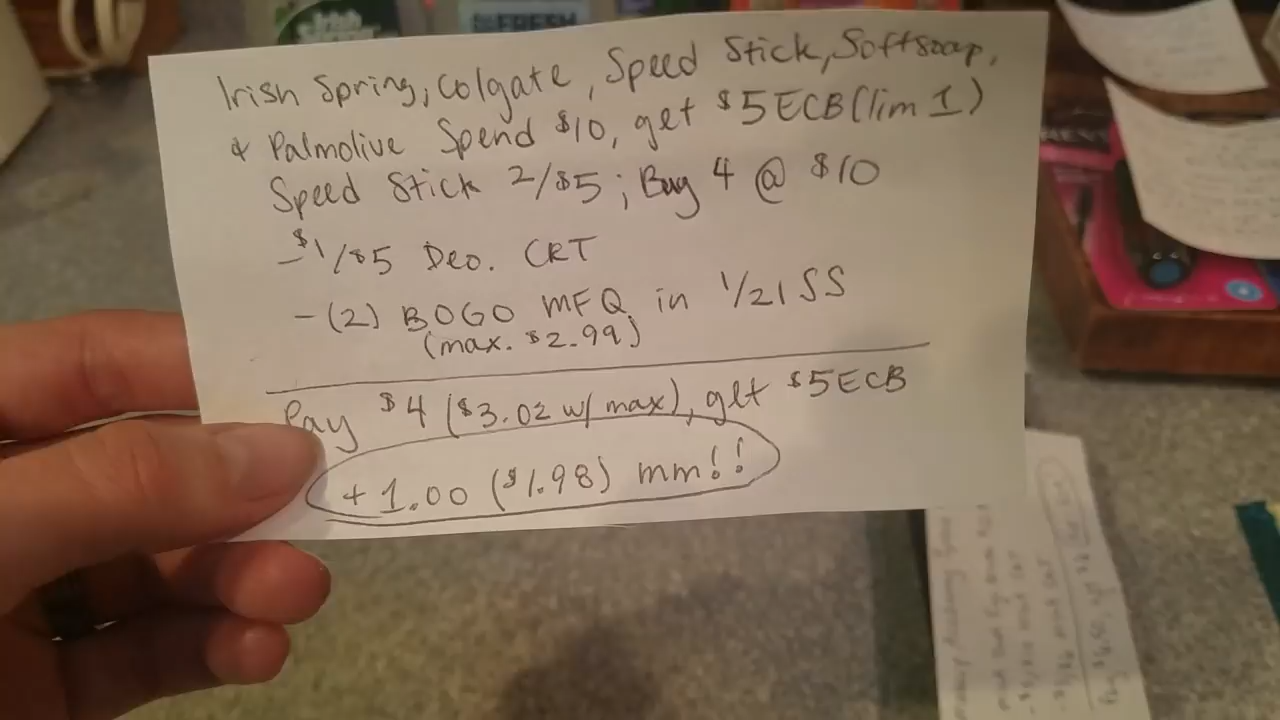 Irish
FRESH
Irish Spring, Colgate, Speed Stick, Softsoap,
& Palmolive Spend $10, get $5 ECB (lim 1)
Speed Stick 2/$5; Buy 4 @ $10
-$1/$5 Deo. CRT
-(2) BOGO MFQ in 1/21 SS
(max. $2.99)
Pay $4 ($3.02 w/ max), get $5 ECB
+ 1.00 ($1.98) mm!!